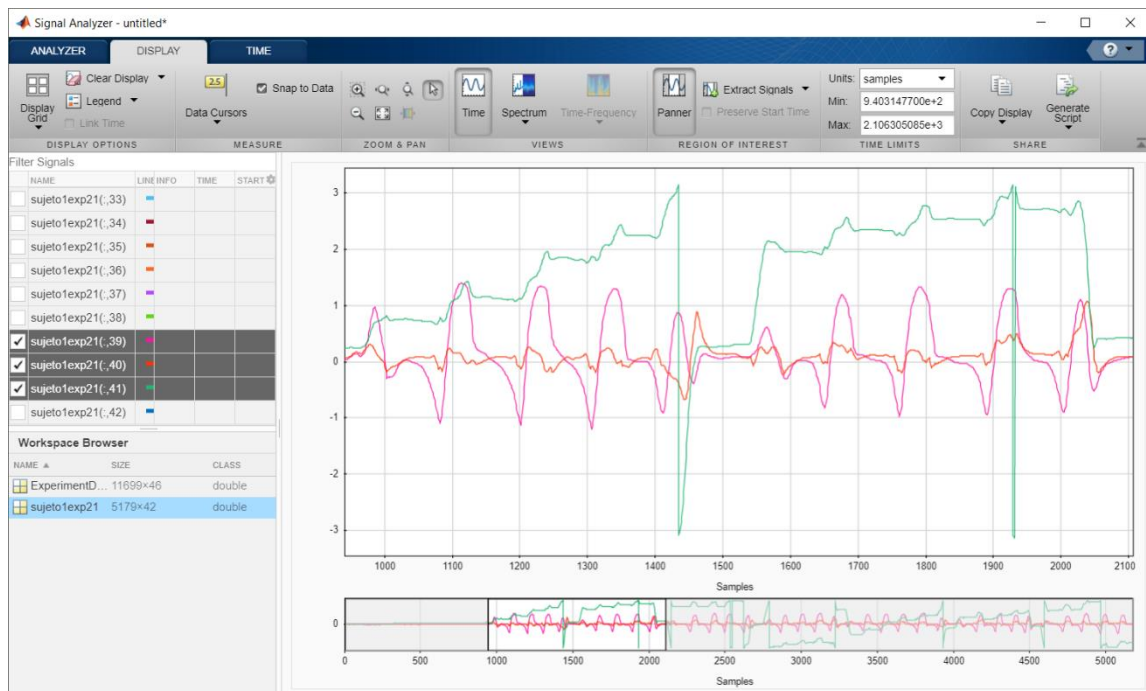 Signal Analyzer - untitled*
ANALYZER DISPLAY TIME
Display Grid
Clear Display
Legend
Link Time
DISPLAY OPTIONS
2.5
Data Cursors
Snap to Data
MEASURE
ZOOM & PAN
Time
Spectrum
Time-Frequency
VIEWS
Panner
Extract Signals
Preserve Start Time
REGION OF INTEREST
Units: samples
Min: 9.403147700e+2
Max: 2.106305085e+3
TIME LIMITS
Copy Display
Generate Script
SHARE
Filter Signals
NAME LINE INFO TIME START
sujeto1exp21(:,33)
sujeto1exp21(:,34)
sujeto1exp21(:,35)
sujeto1exp21(:,36)
sujeto1exp21(:,37)
sujeto1exp21(:,38)
sujeto1exp21(:,39)
sujeto1exp21(:,40)
sujeto1exp21(:,41)
sujeto1exp21(:,42)
Workspace Browser
NAME SIZE CLASS
ExperimentD... 11699×46 double
sujeto1exp21 5179×42 double
3
2
1
0
-1
-2
-3
1000 1100 1200 1300 1400 1500 1600 1700 1800 1900 2000 2100
Samples
0
0 500 1000 1500 2000 2500 3000 3500 4000 4500 5000
Samples